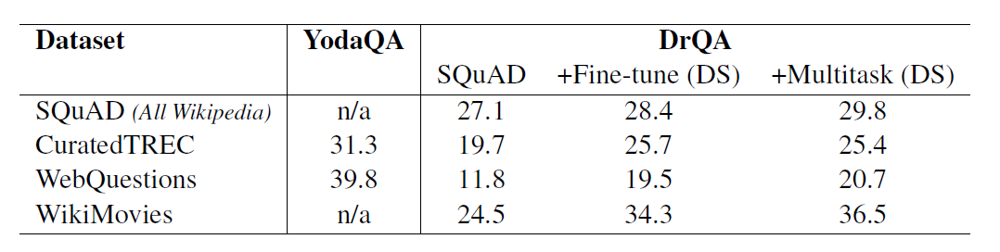 Dataset YodaQA DrQA
SQuAD +Fine-tune (DS) +Multitask (DS)
SQuAD (All Wikipedia) n/a 27.1 28.4 29.8
CuratedTREC 31.3 19.7 25.7 25.4
WebQuestions 39.8 11.8 19.5 20.7
WikiMovies n/a 24.5 34.3 36.5